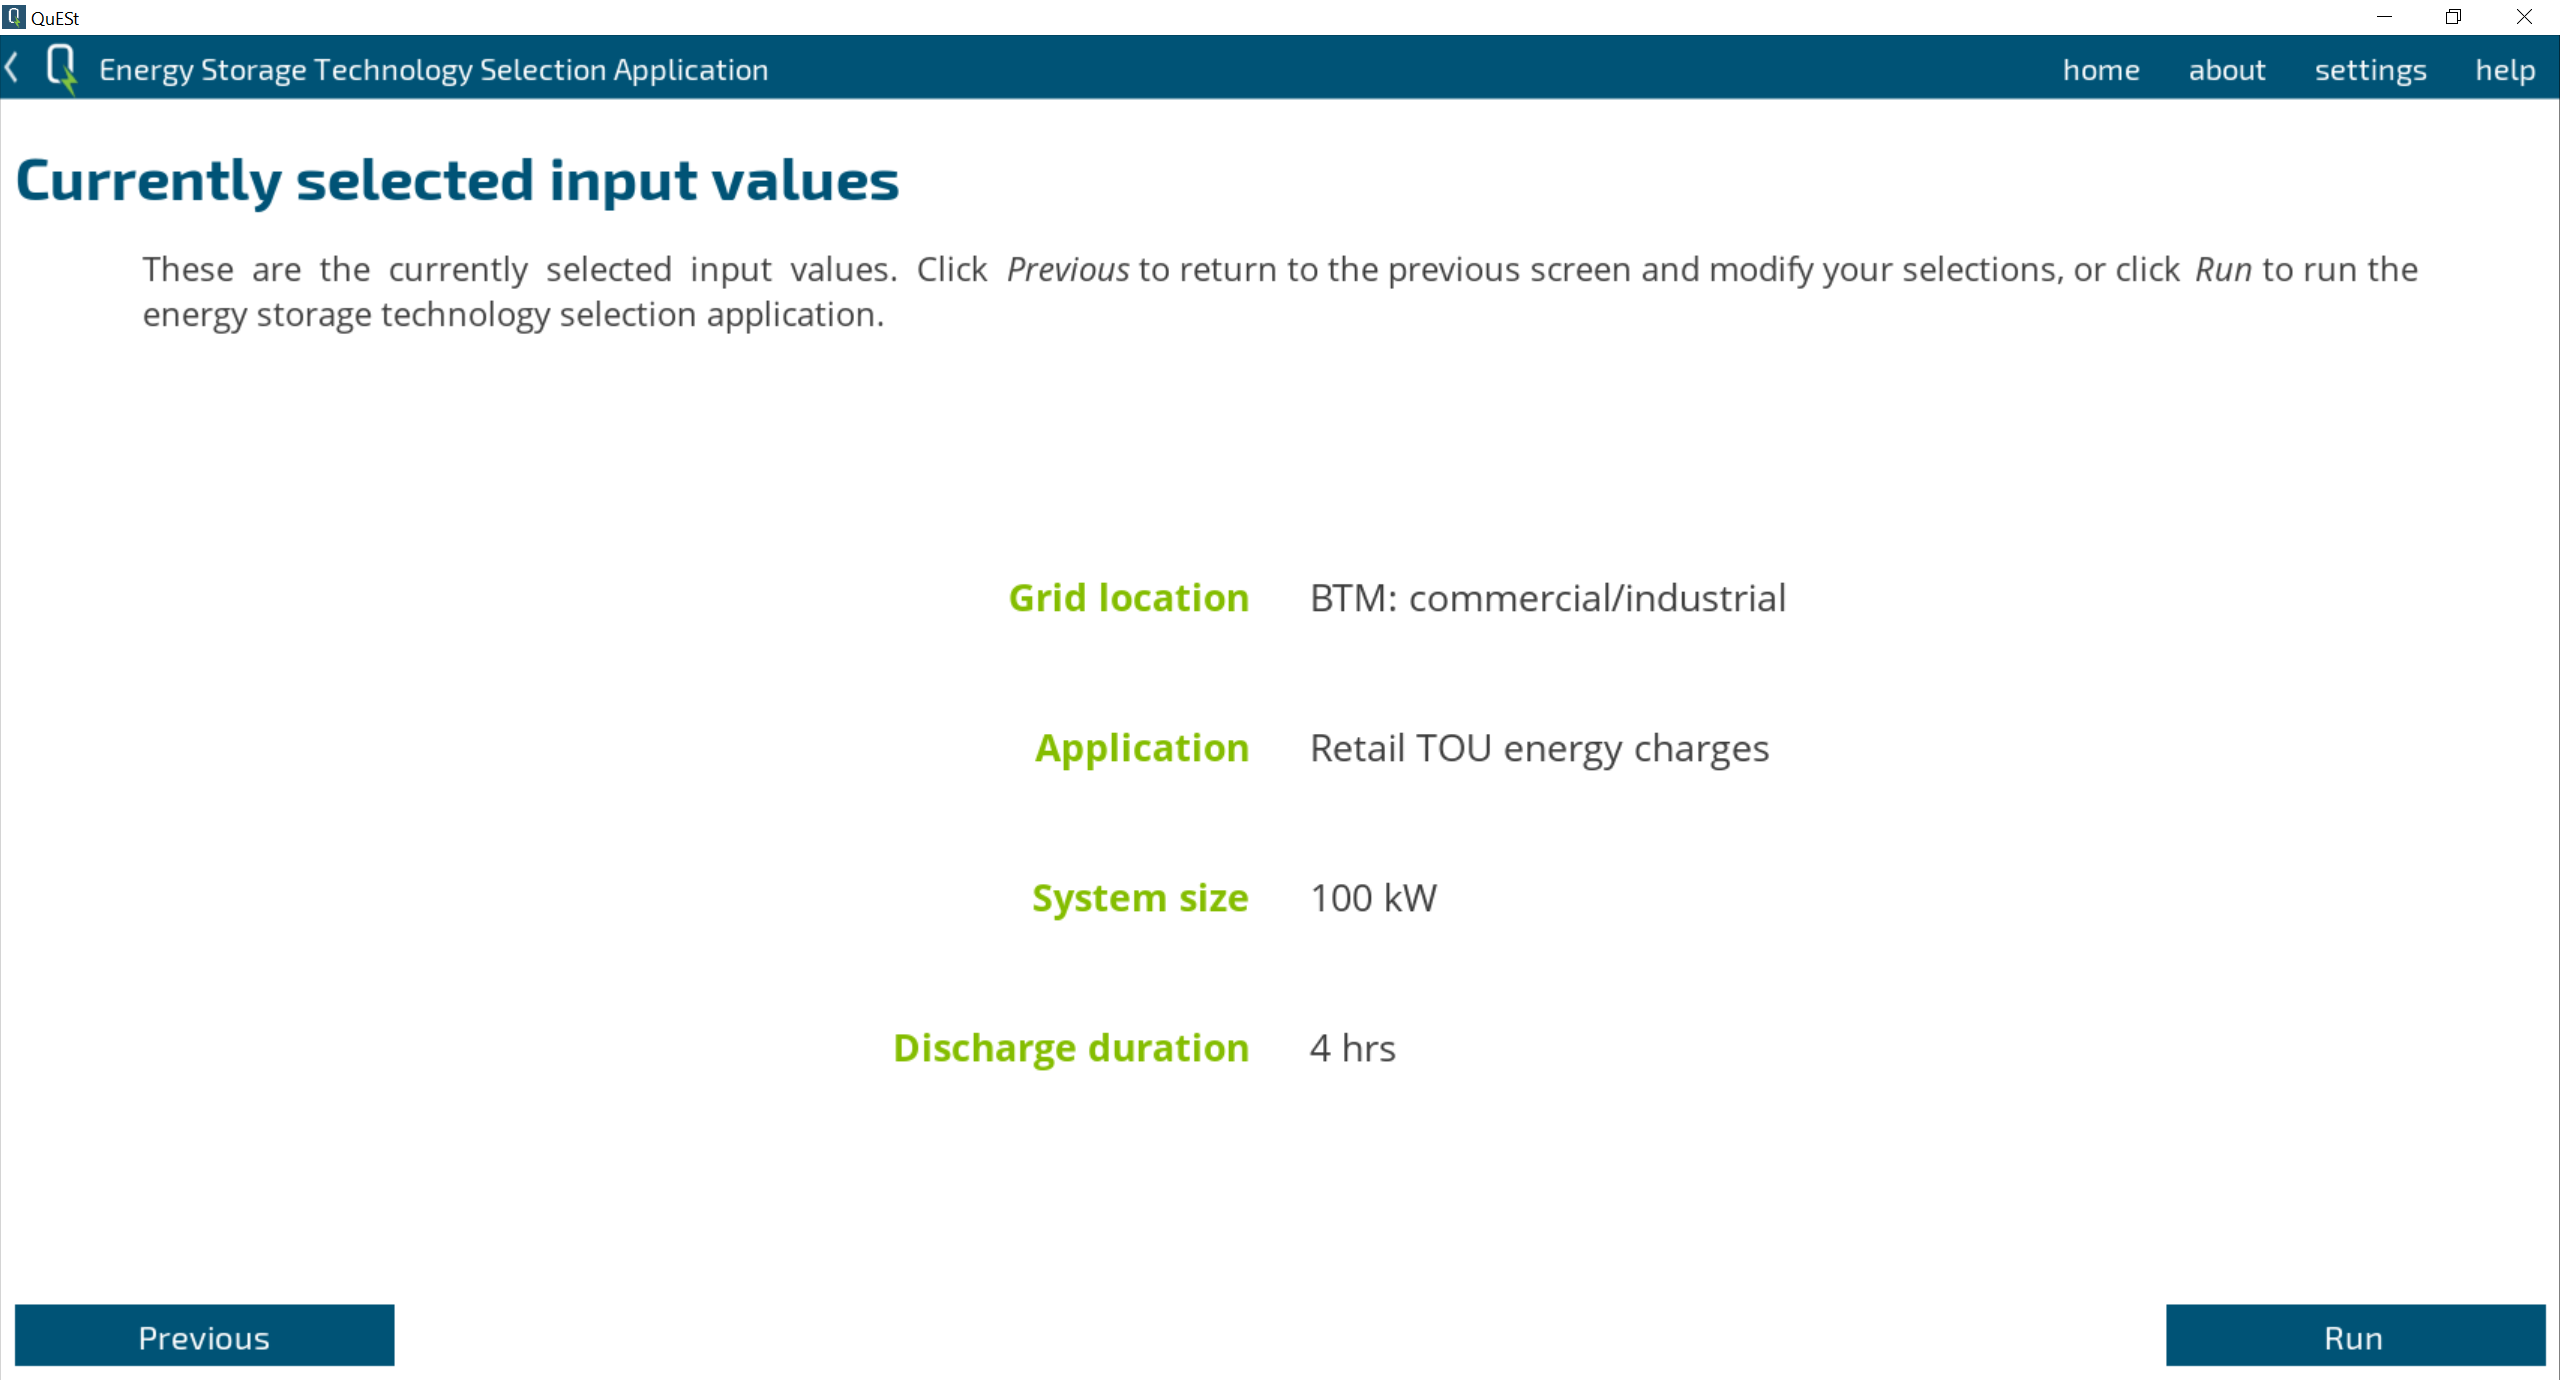 QuESt
Energy Storage Technology Selection Application
home about settings help
Currently selected input values
These are the currently selected input values. Click Previous to return to the previous screen and modify your selections, or click Run to run the
energy storage technology selection application.
Grid location BTM: commercial/industrial
Application Retail TOU energy charges
System size 100 kW
Discharge duration 4 hrs
Previous Run